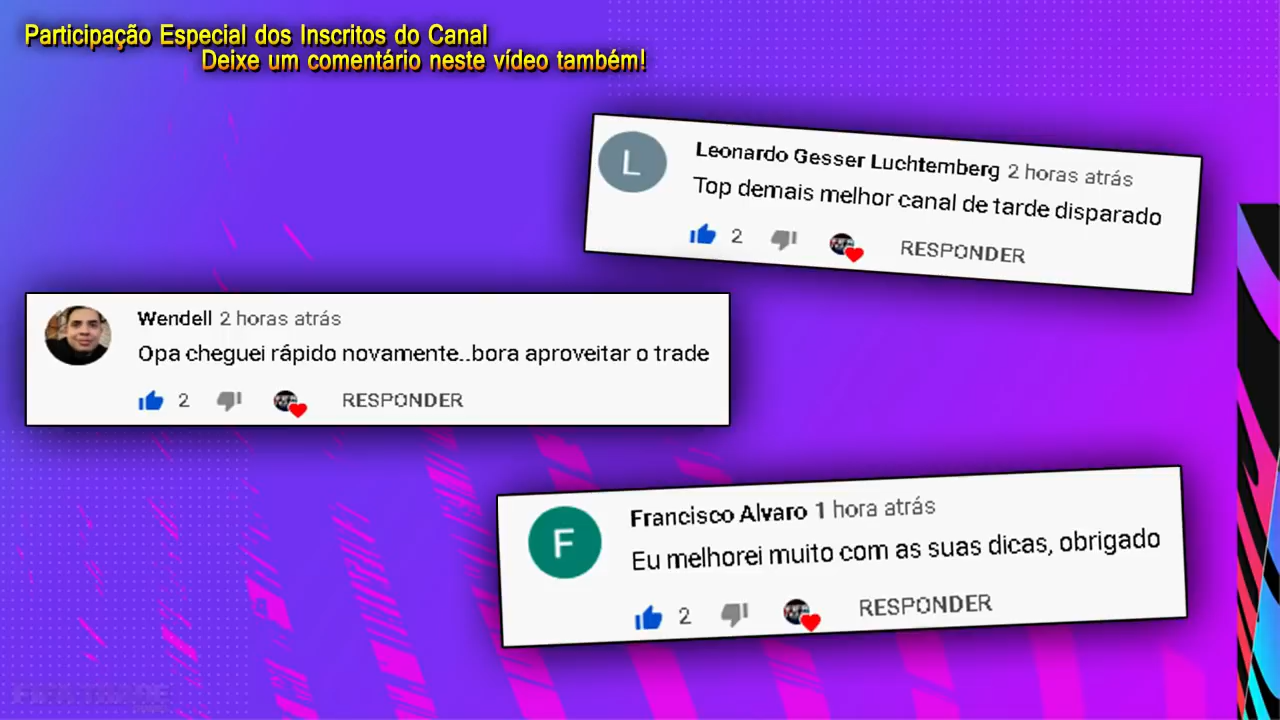 Participação Especial dos Inscritos do Canal
Deixe um comentário neste vídeo também!
L
Leonardo Gesser Luchtemberg 2 horas atrás
Top demais melhor canal de tarde disparado
2 RESPONDER
Wendell 2 horas atrás
Opa cheguei rápido novamente..bora aproveitar o trade
2 RESPONDER
F
Francisco Alvaro 1 hora atrás
Eu melhorei muito com as suas dicas, obrigado
2 RESPONDER